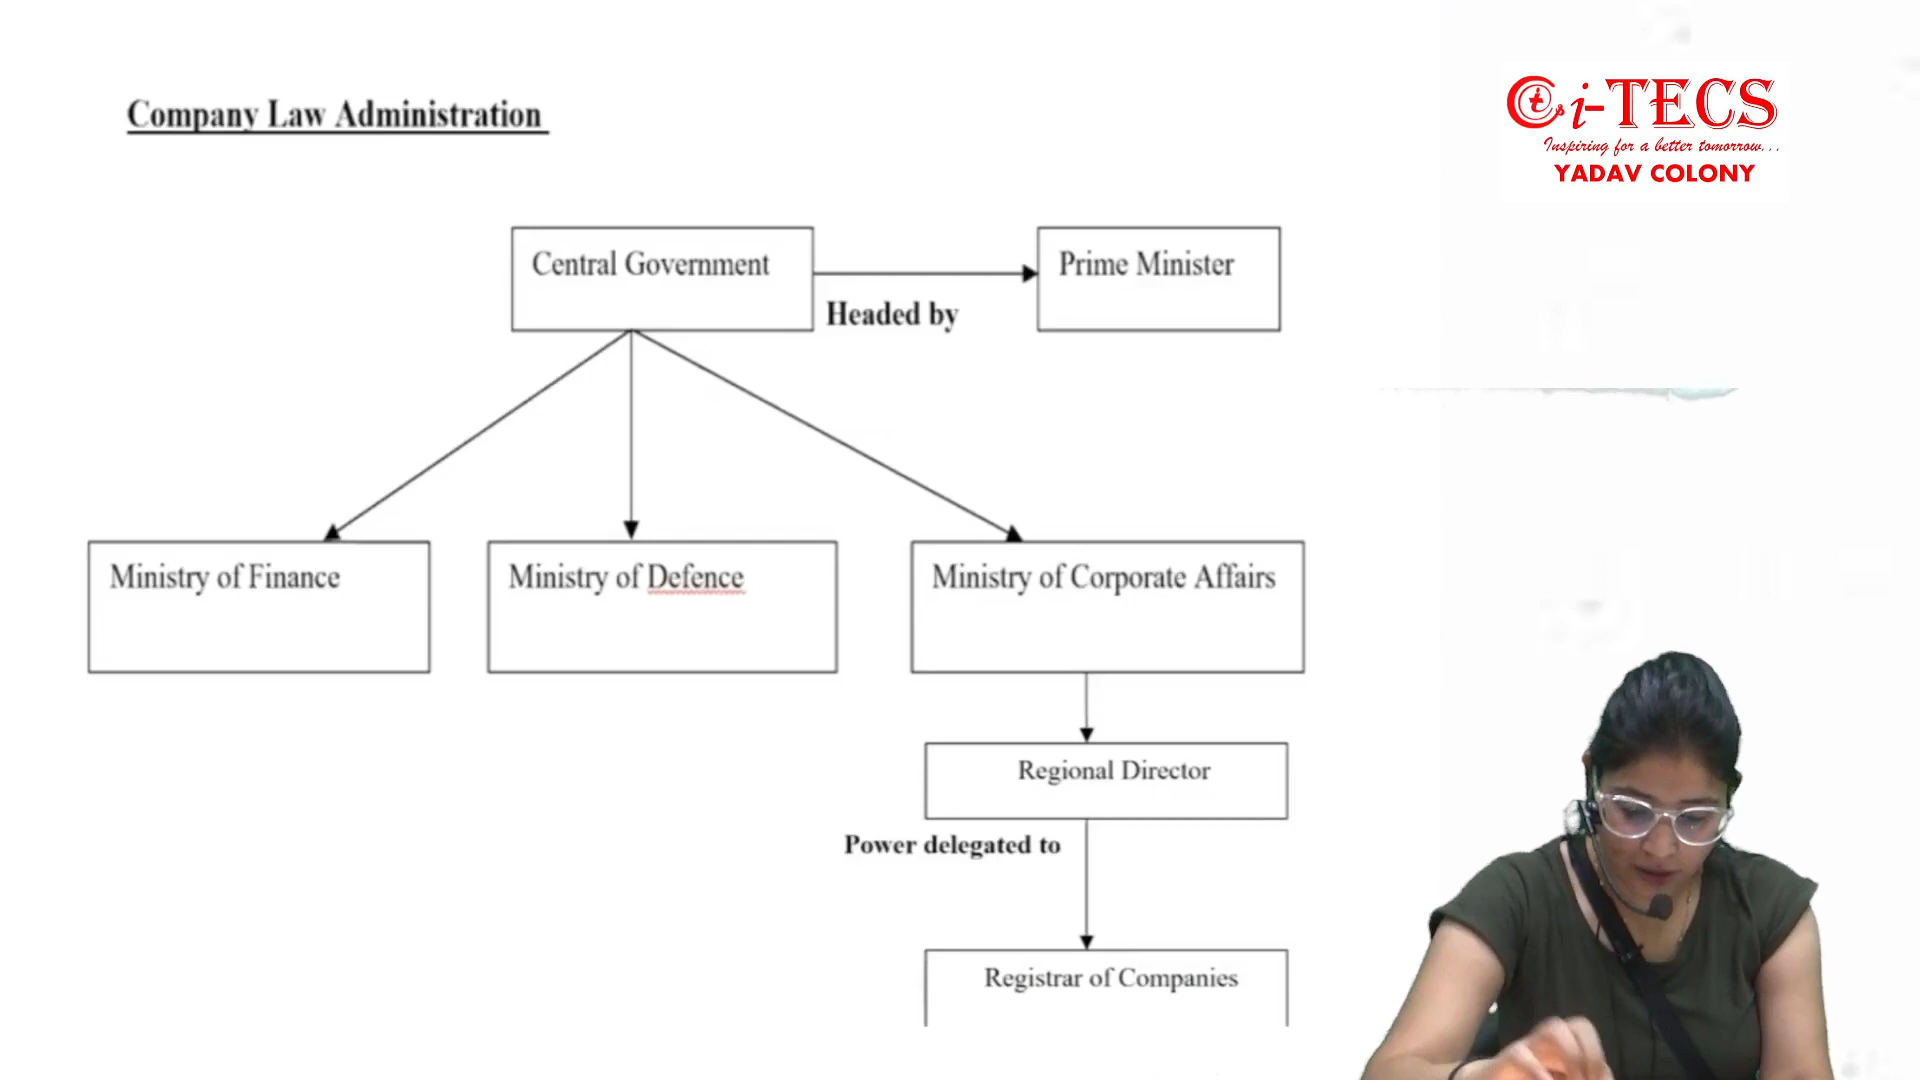 Company Law Administration
i-TECS
Inspiring for a better tomorrow...
YADAV COLONY
Central Government
Prime Minister
Headed by
Ministry of Finance
Ministry of Defence
Ministry of Corporate Affairs
Regional Director
Power delegated to
Registrar of Companies